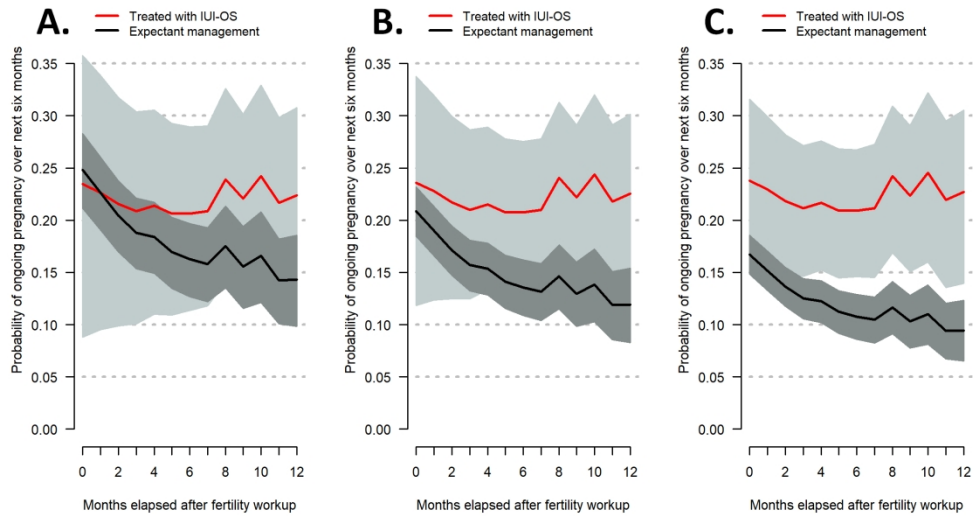 A.
Treated with IUI-OS
Expectant management
Probability of ongoing pregnancy over next six months
0.35
0.30
0.25
0.20
0.15
0.10
0.05
0.00
0 2 4 6 8 10 12
Months elapsed after fertility workup
B.
Treated with IUI-OS
Expectant management
Probability of ongoing pregnancy over next six months
0.35
0.30
0.25
0.20
0.15
0.10
0.05
0.00
0 2 4 6 8 10 12
Months elapsed after fertility workup
C.
Treated with IUI-OS
Expectant management
Probability of ongoing pregnancy over next six months
0.35
0.30
0.25
0.20
0.15
0.10
0.05
0.00
0 2 4 6 8 10 12
Months elapsed after fertility workup